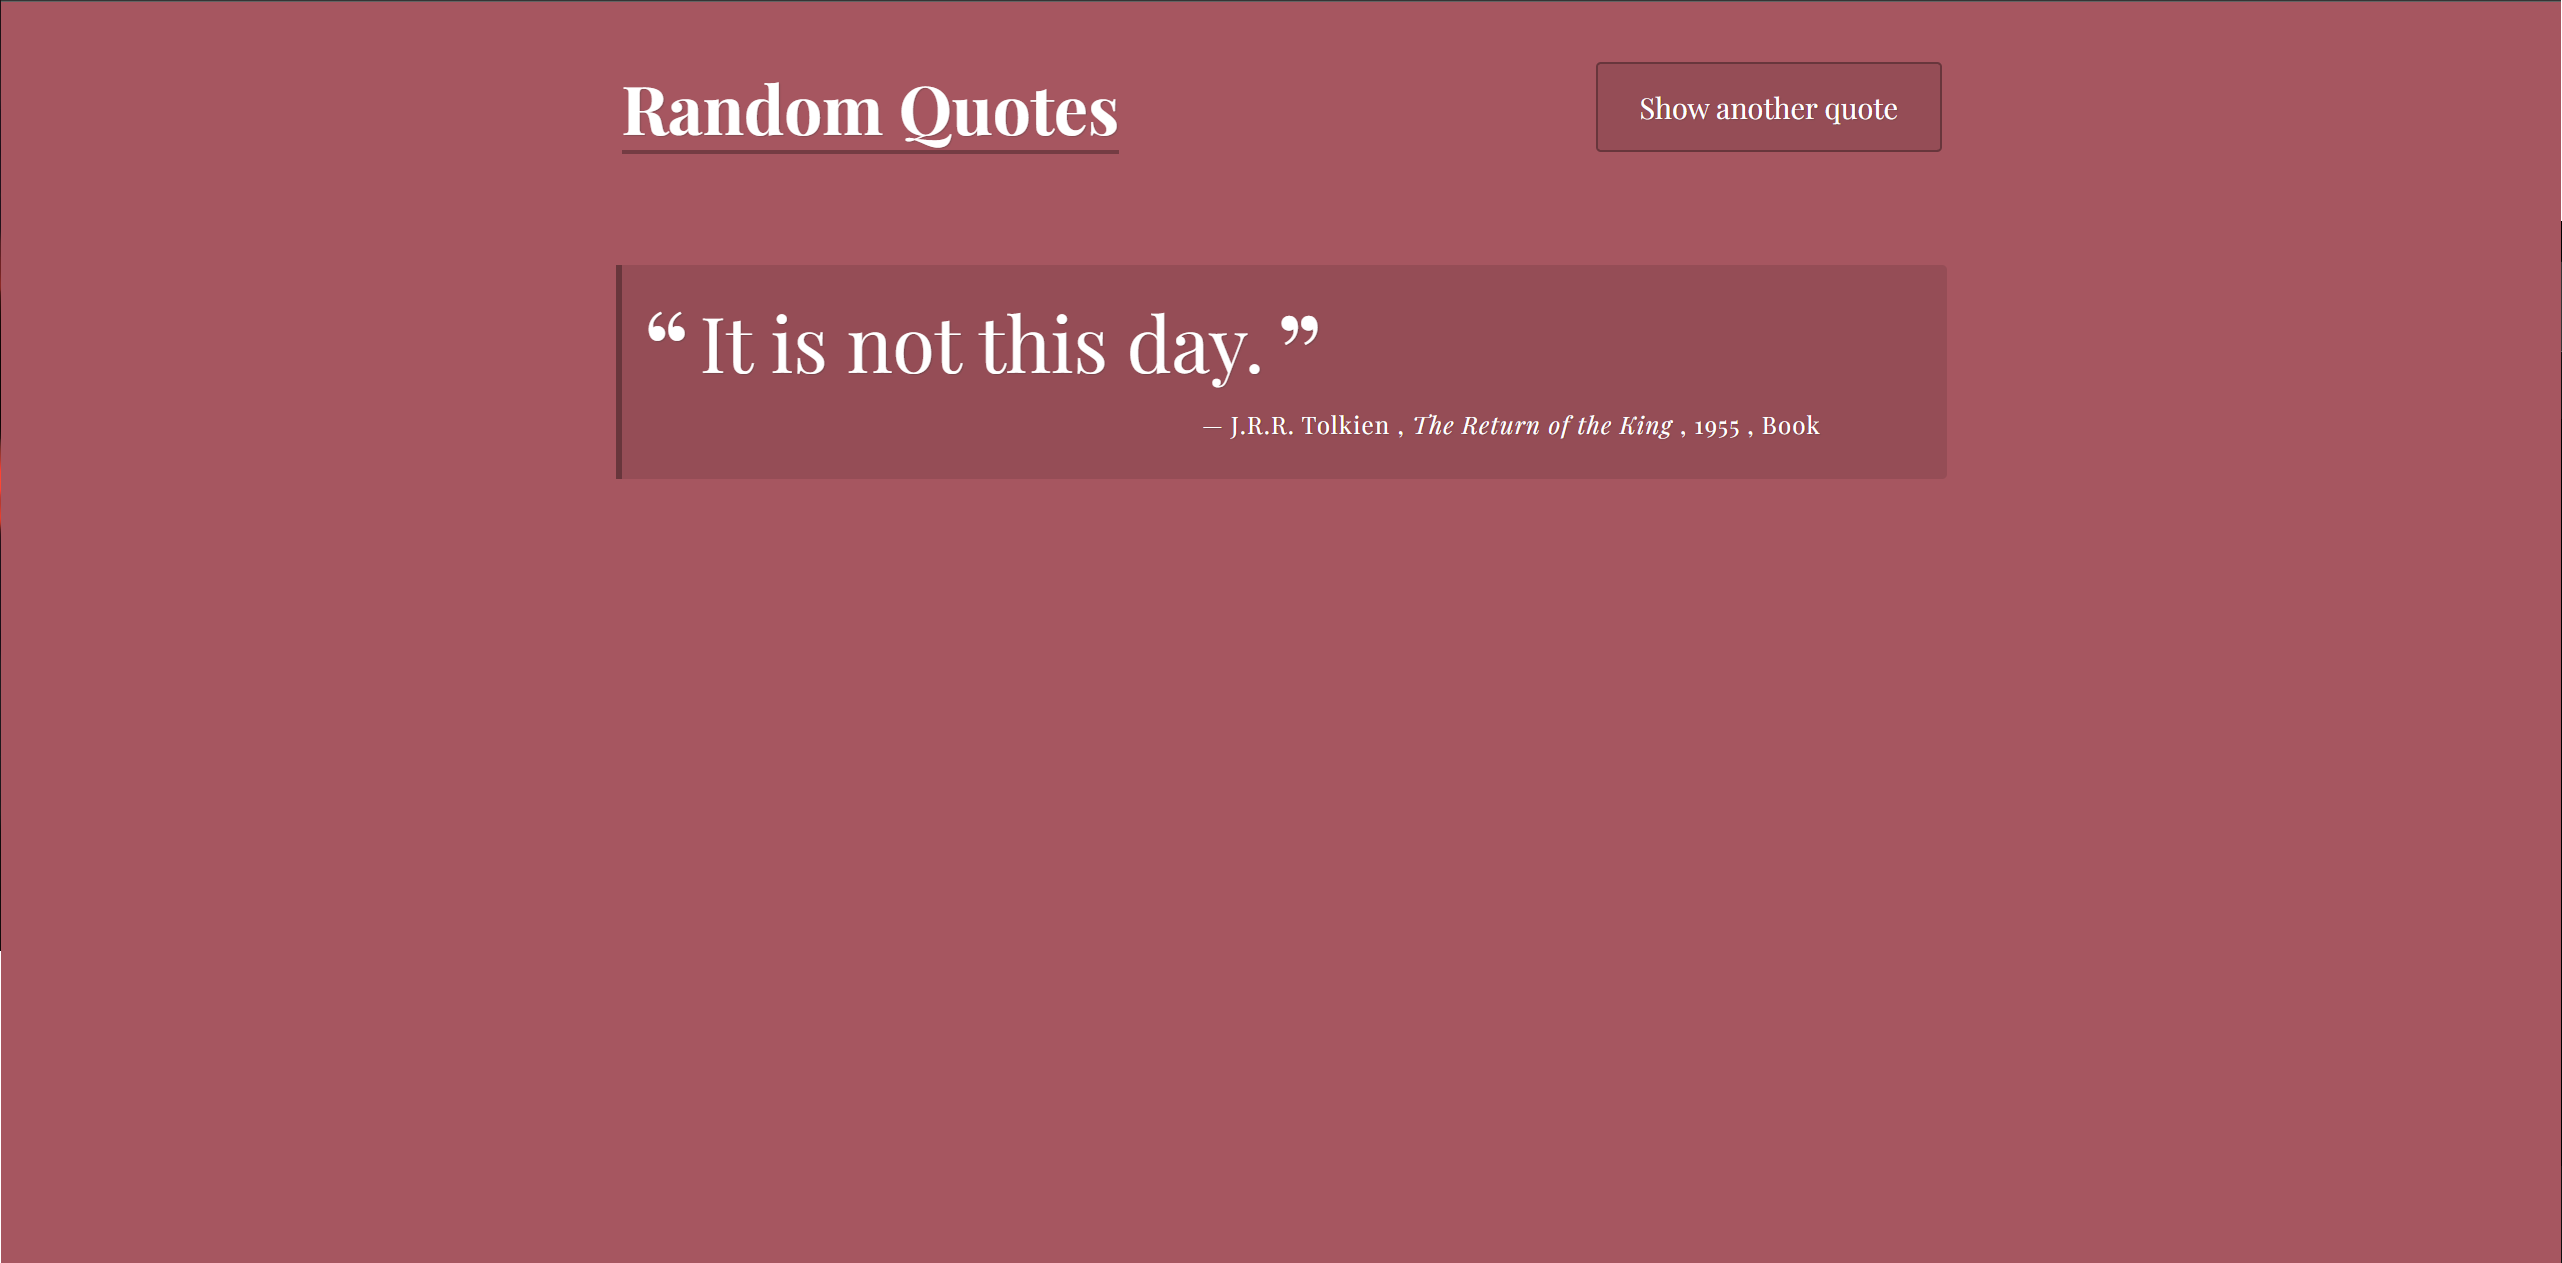 Random Quotes
Show another quote
“ It is not this day. ”
— J.R.R. Tolkien , The Return of the King , 1955 , Book